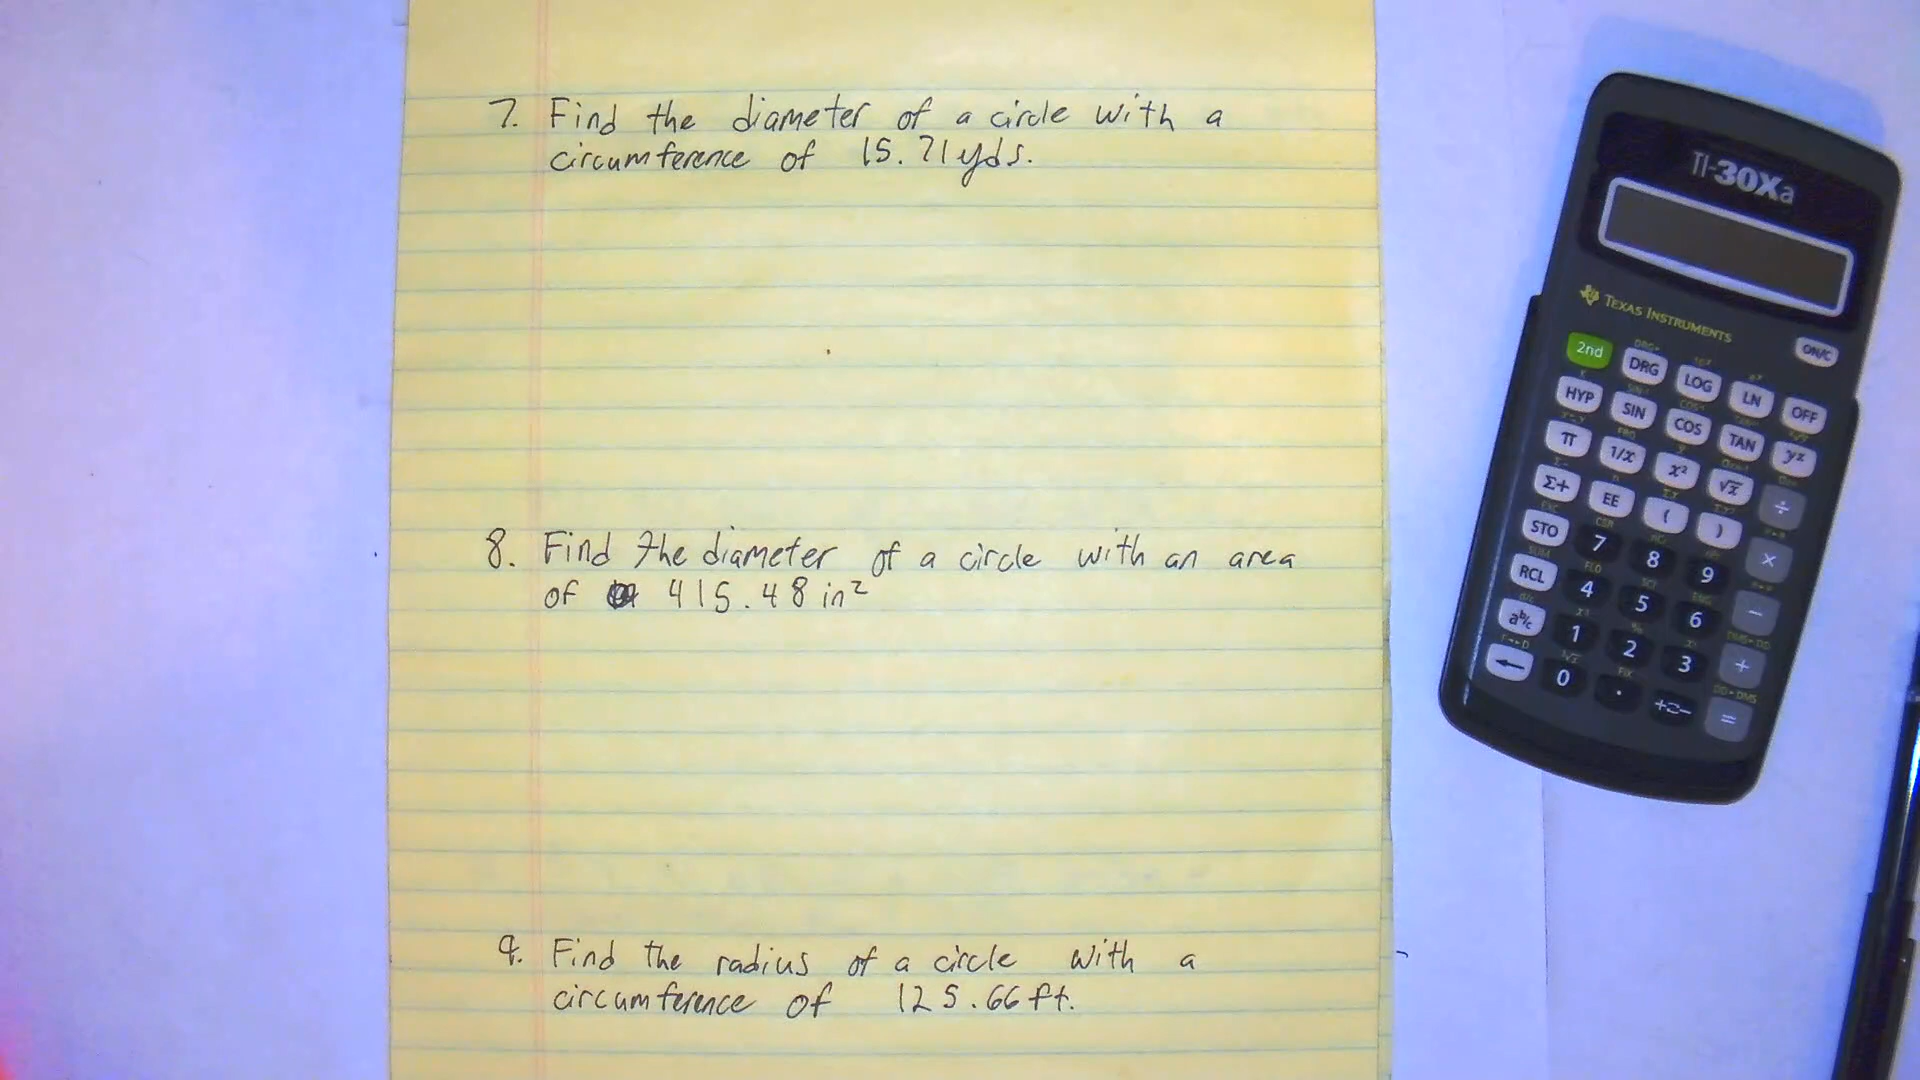 7. Find the diameter of a circle with a
circumference of 15.71 yds.
8. Find the diameter of a circle with an area
of 415.48 in²
9. Find the radius of a circle with a
circumference of 125.66 ft.
TI-30Xa
TEXAS INSTRUMENTS
ON/C
2nd DRG LOG LN OFF
HYP SIN COS TAN yˣ
π 1/x x² √x ÷
Σ+ EE ( ) ×
STO 7 8 9 −
RCL 4 5 6 +
a b/c 1 2 3 =
← 0 . +⇄−